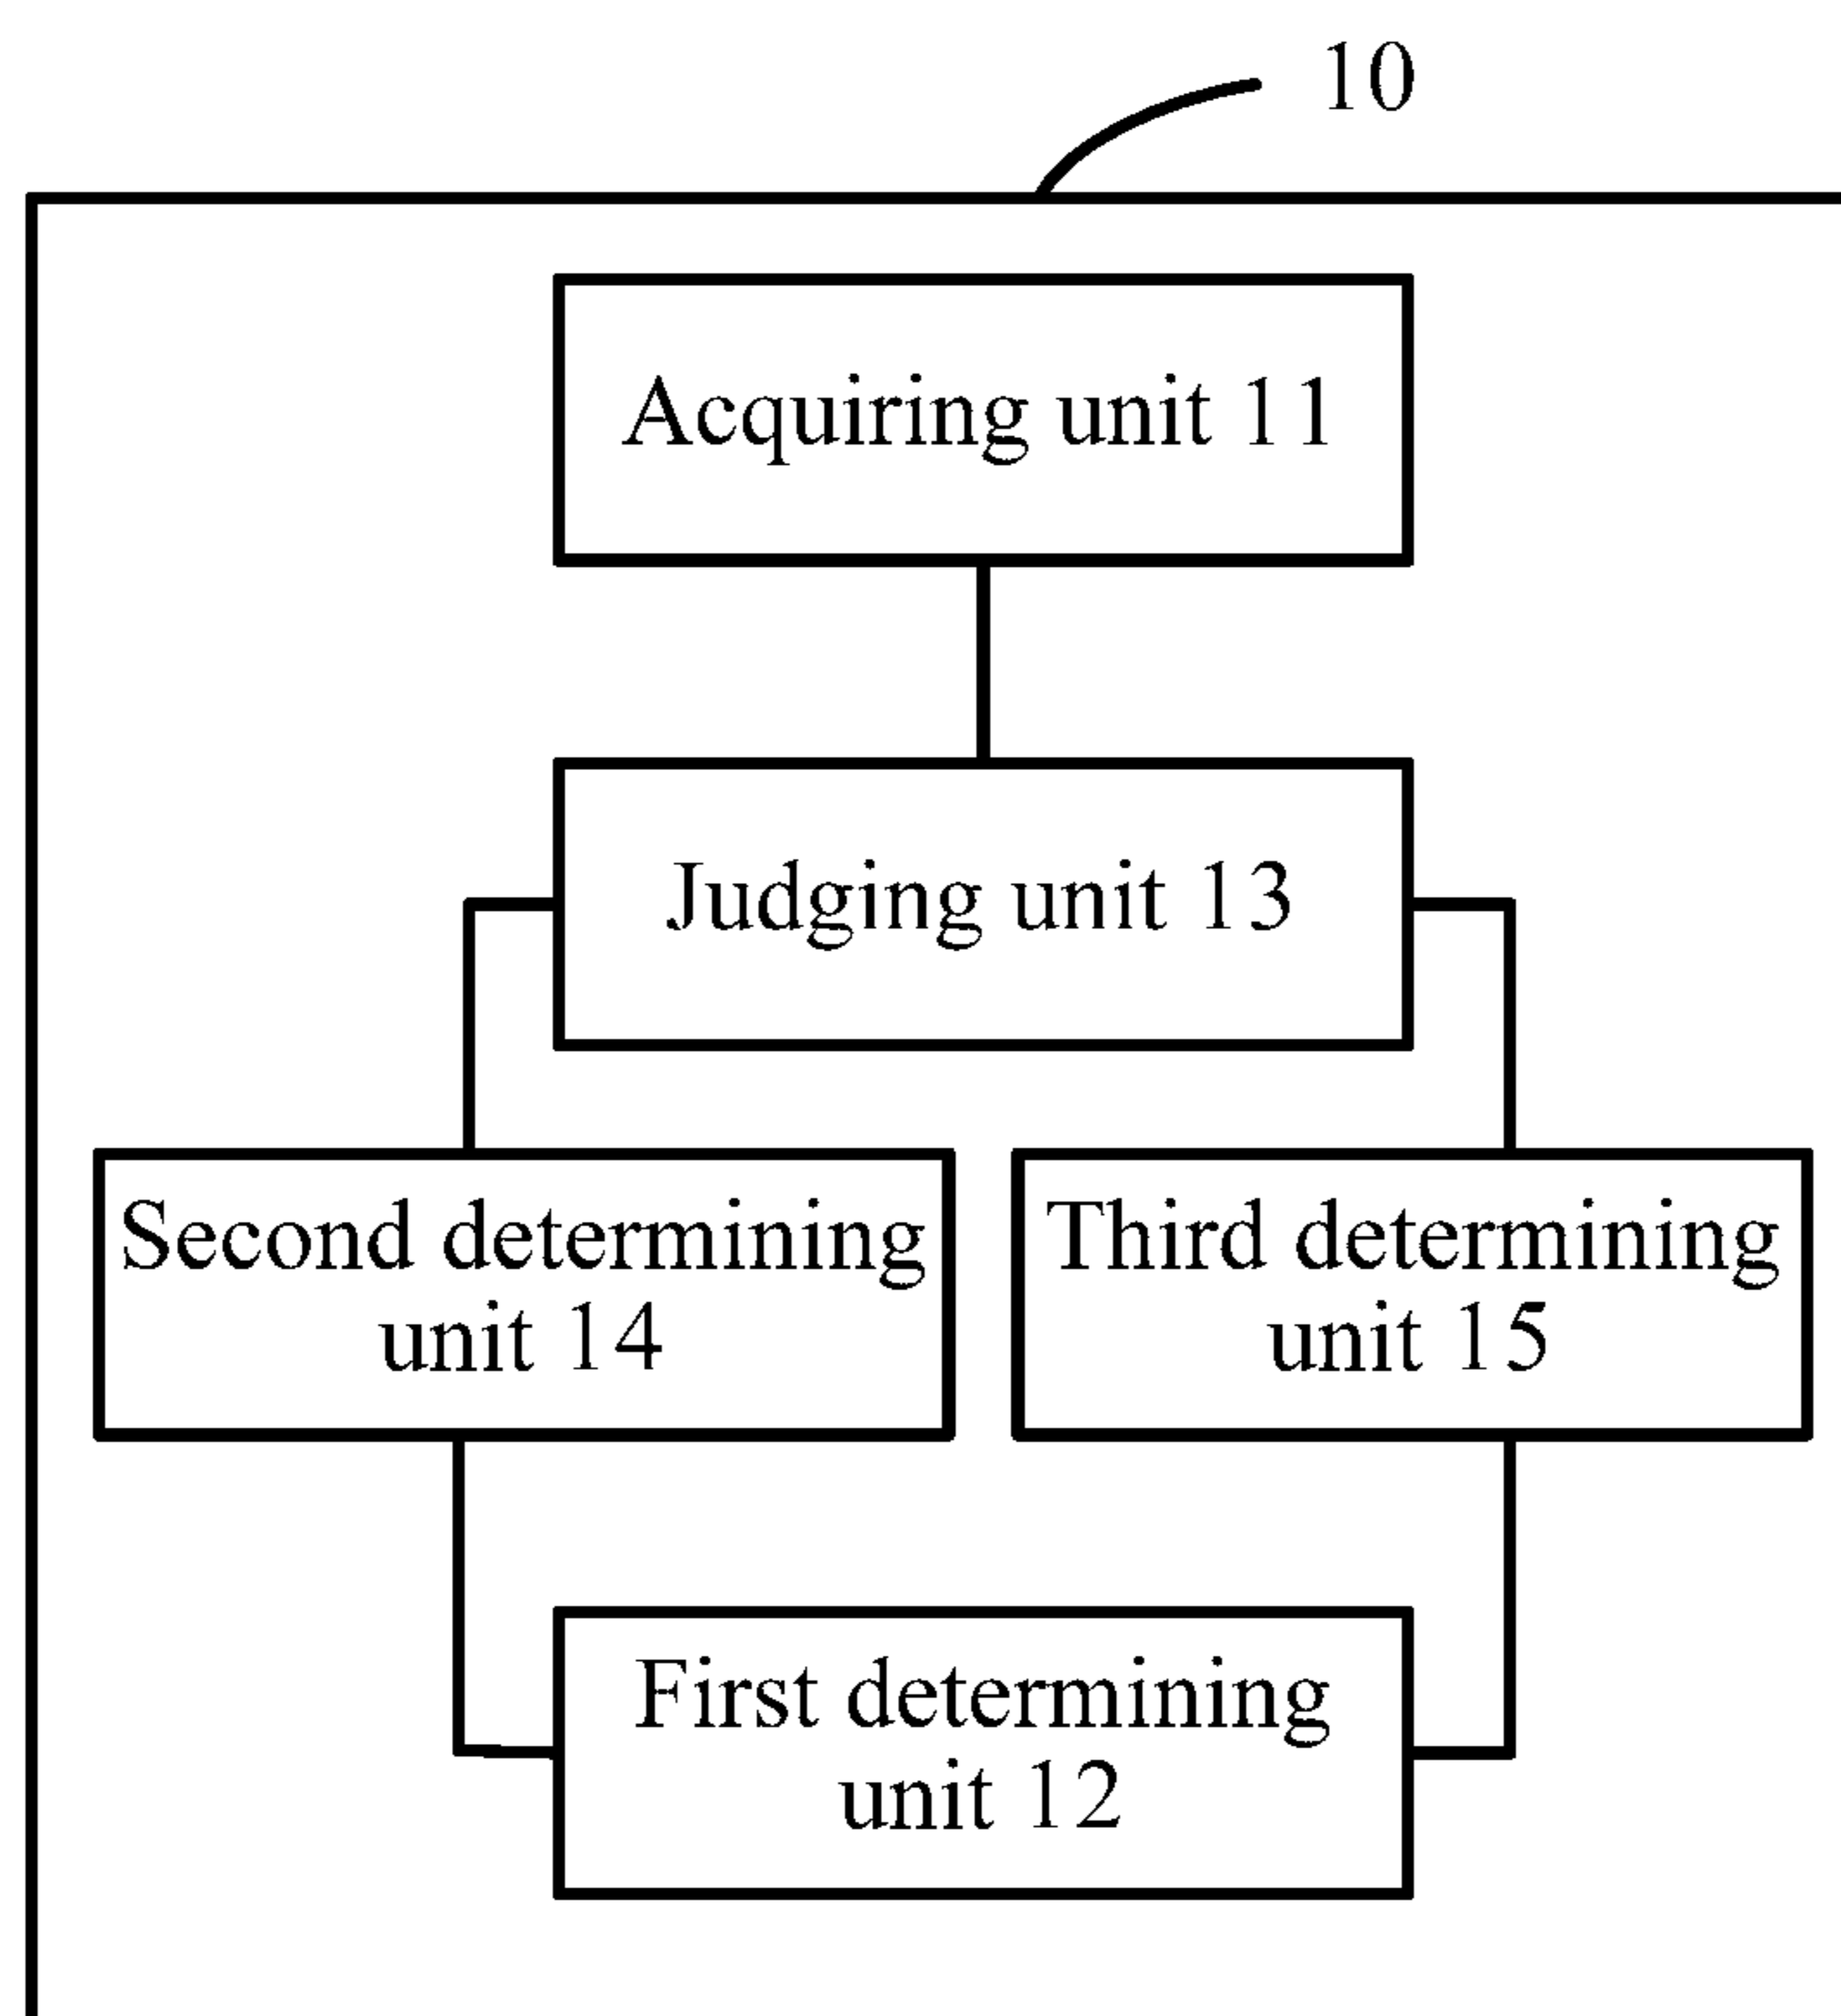 10
Acquiring unit 11
Judging unit 13
Second determining
unit 14
Third determining
unit 15
First determining
unit 12